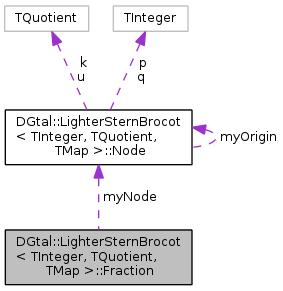 TQuotient
TInteger
k
u
p
q
DGtal::LighterSternBrocot
< TInteger, TQuotient,
TMap >::Node
myOrigin
myNode
DGtal::LighterSternBrocot
< TInteger, TQuotient,
TMap >::Fraction